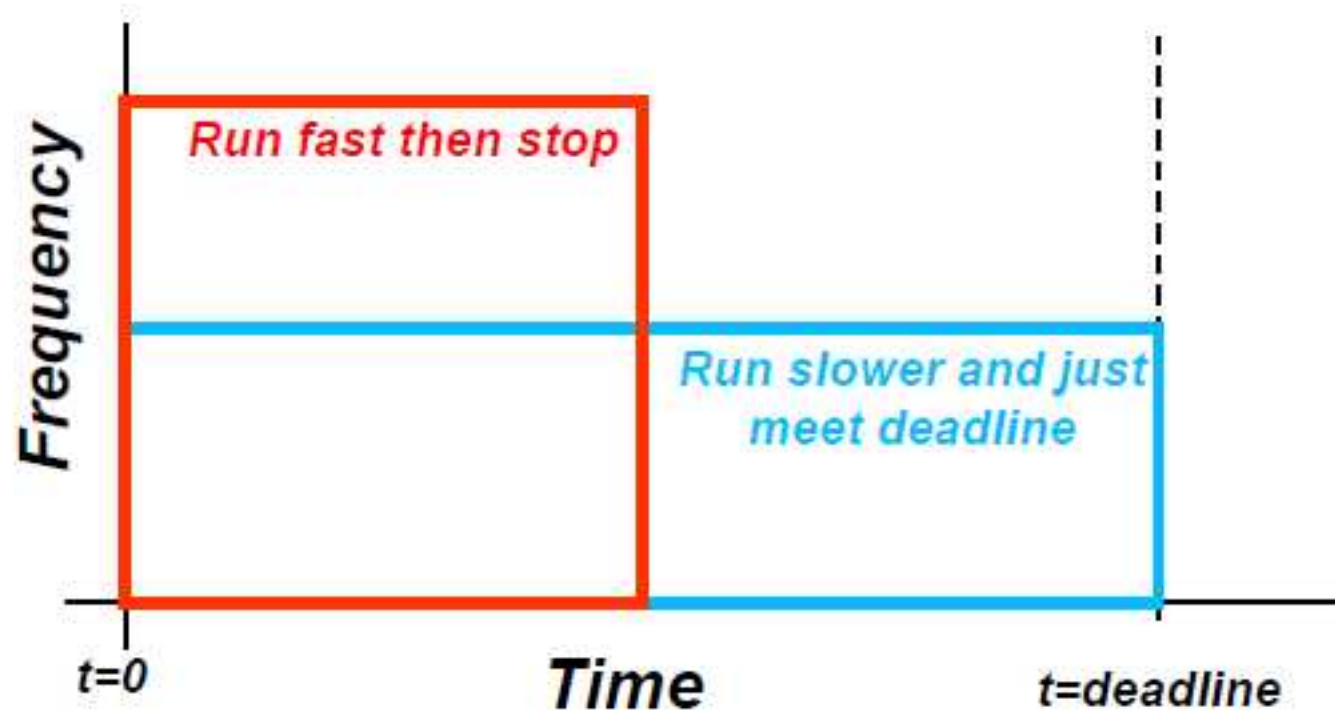 Run fast then stop
Frequency
Run slower and just
meet deadline
t=0
Time
t=deadline